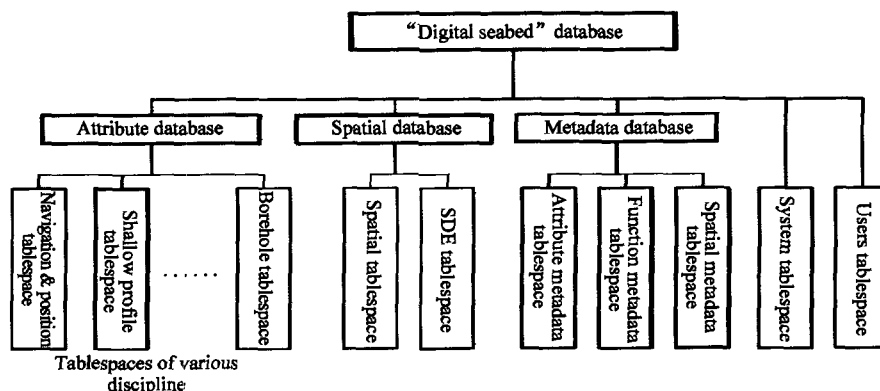 “Digital seabed” database
Attribute database
Spatial database
Metadata database
Navigation & position
tablespace
Shallow profile
tablespace
......
Borehole tablespace
Spatial tablespace
SDE tablespace
Attribute metadata
tablespace
Function metadata
tablespace
Spatial metadata
tablespace
System tablespace
Users tablespace
Tablespaces of various
discipline